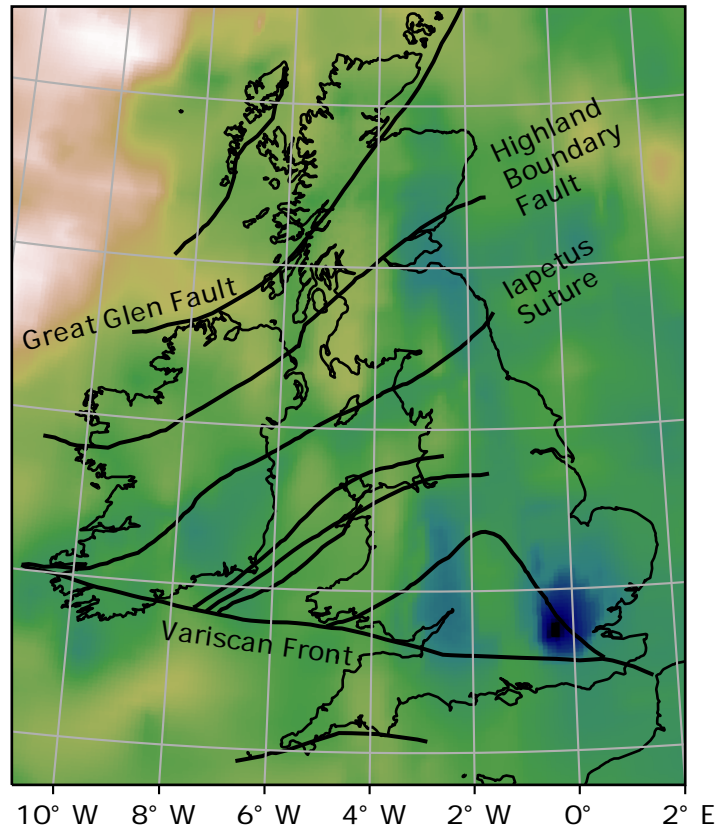 Highland
Boundary
Fault
Iapetus
Suture
Great Glen Fault
Variscan Front
10° W 8° W 6° W 4° W 2° W 0° 2° E